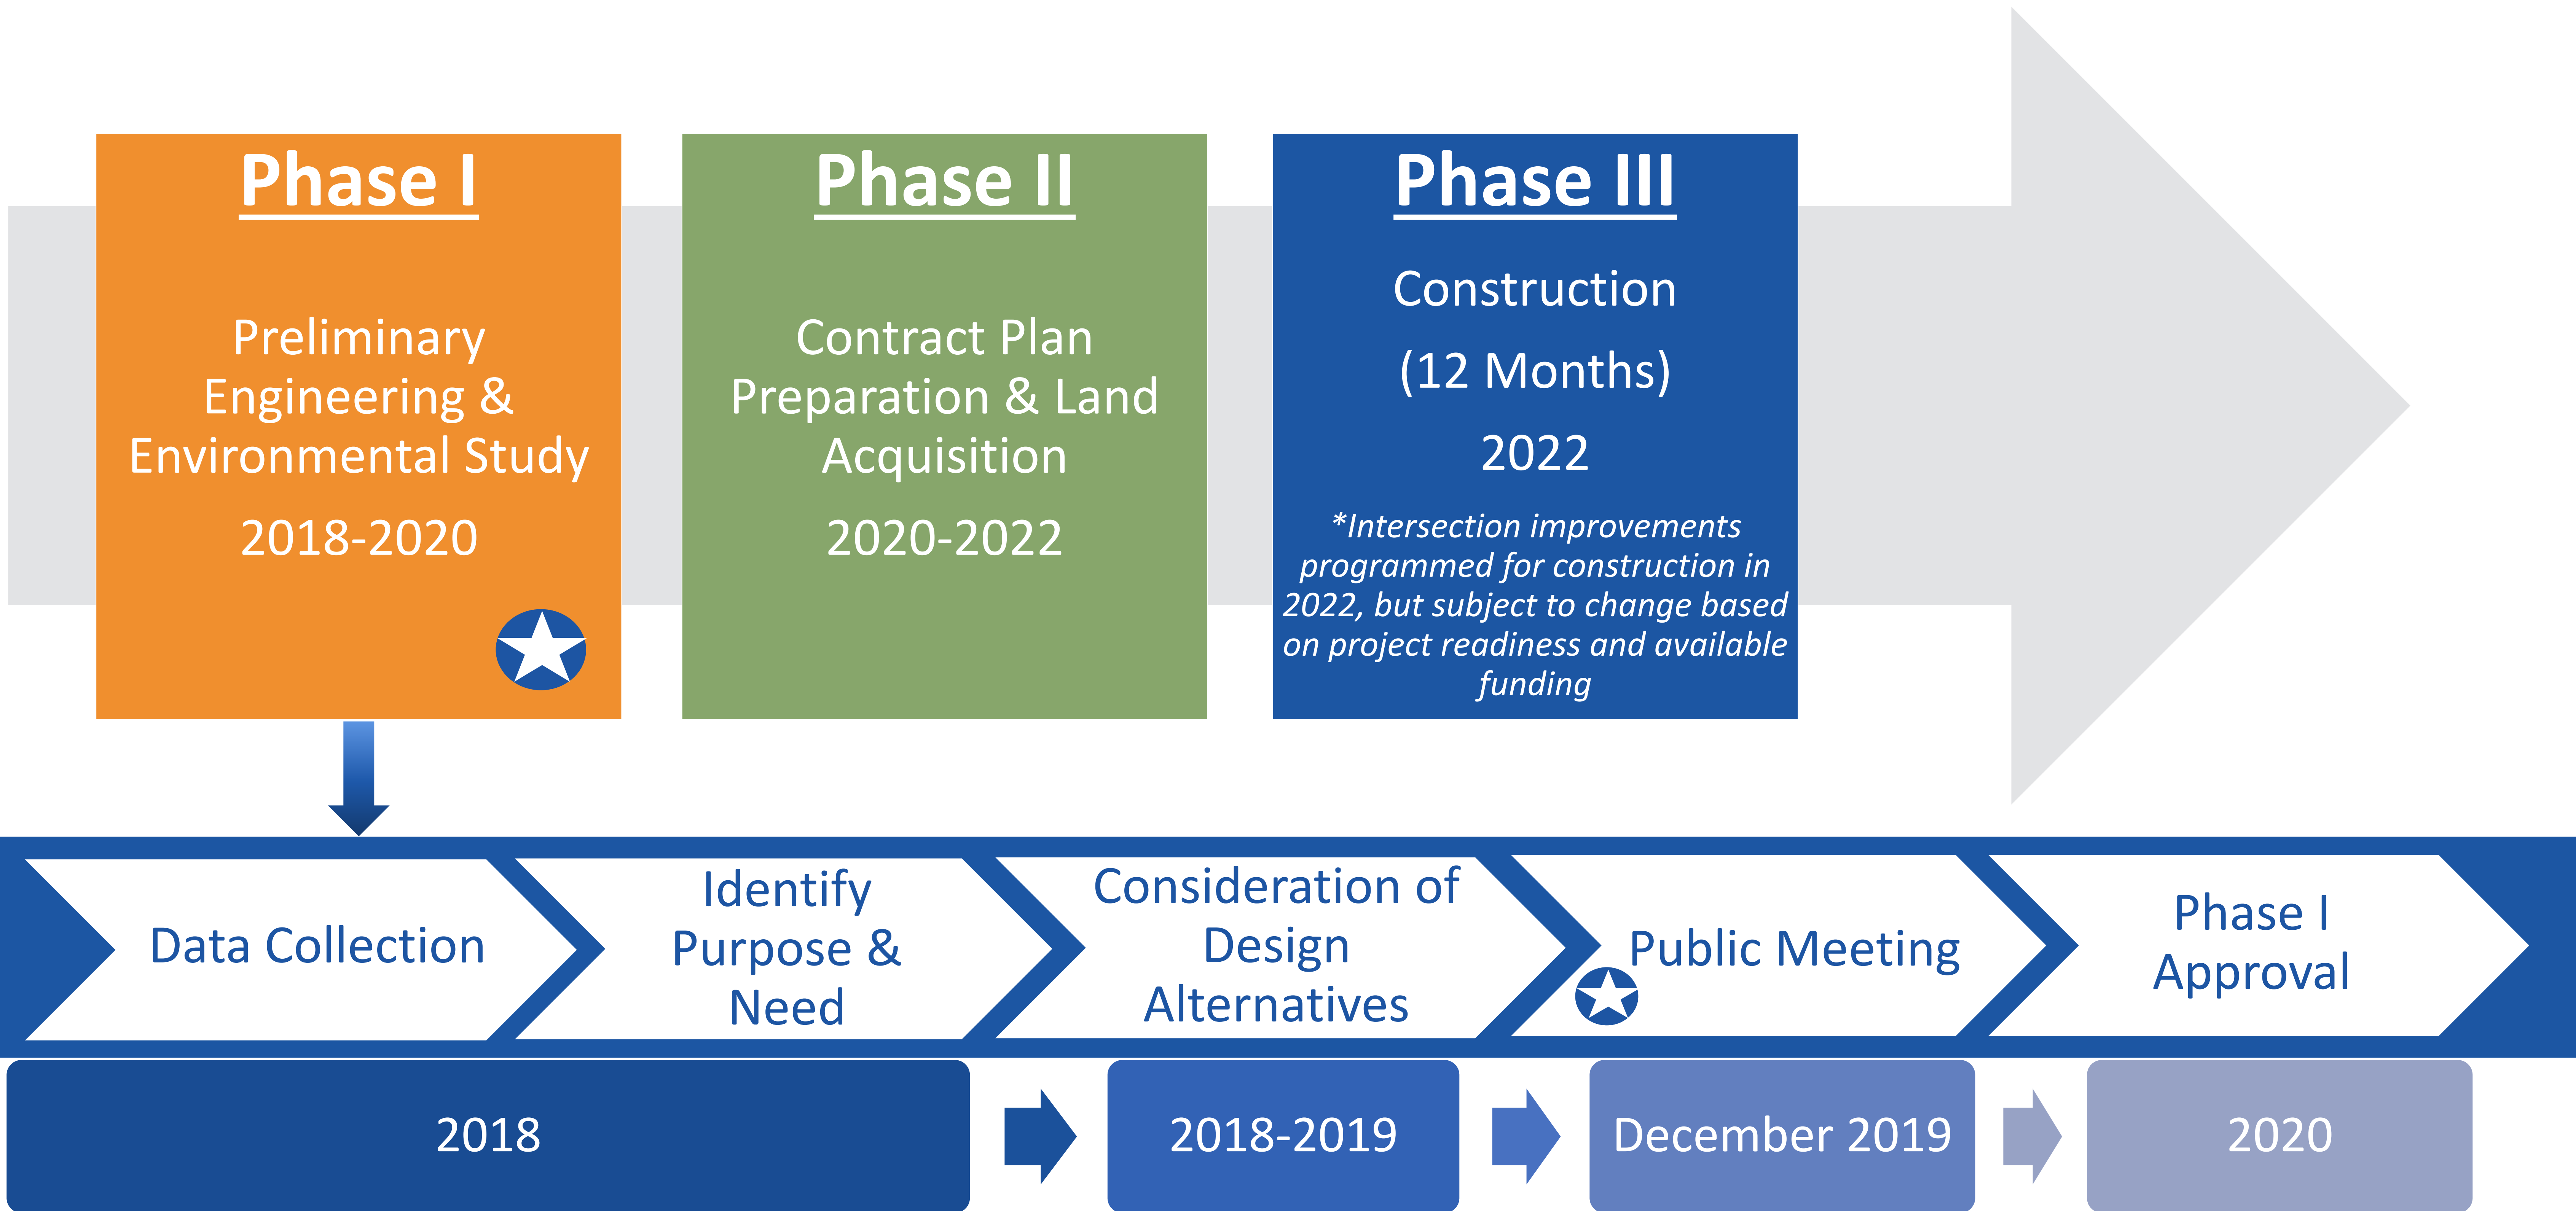 Phase I
Preliminary
Engineering &
Environmental Study
2018-2020
Phase II
Contract Plan
Preparation & Land
Acquisition
2020-2022
Phase III
Construction
(12 Months)
2022
*Intersection improvements
programmed for construction in
2022, but subject to change based
on project readiness and available
funding
Data Collection
Identify
Purpose &
Need
Consideration of
Design
Alternatives
Public Meeting
Phase I
Approval
2018
2018-2019
December 2019
2020